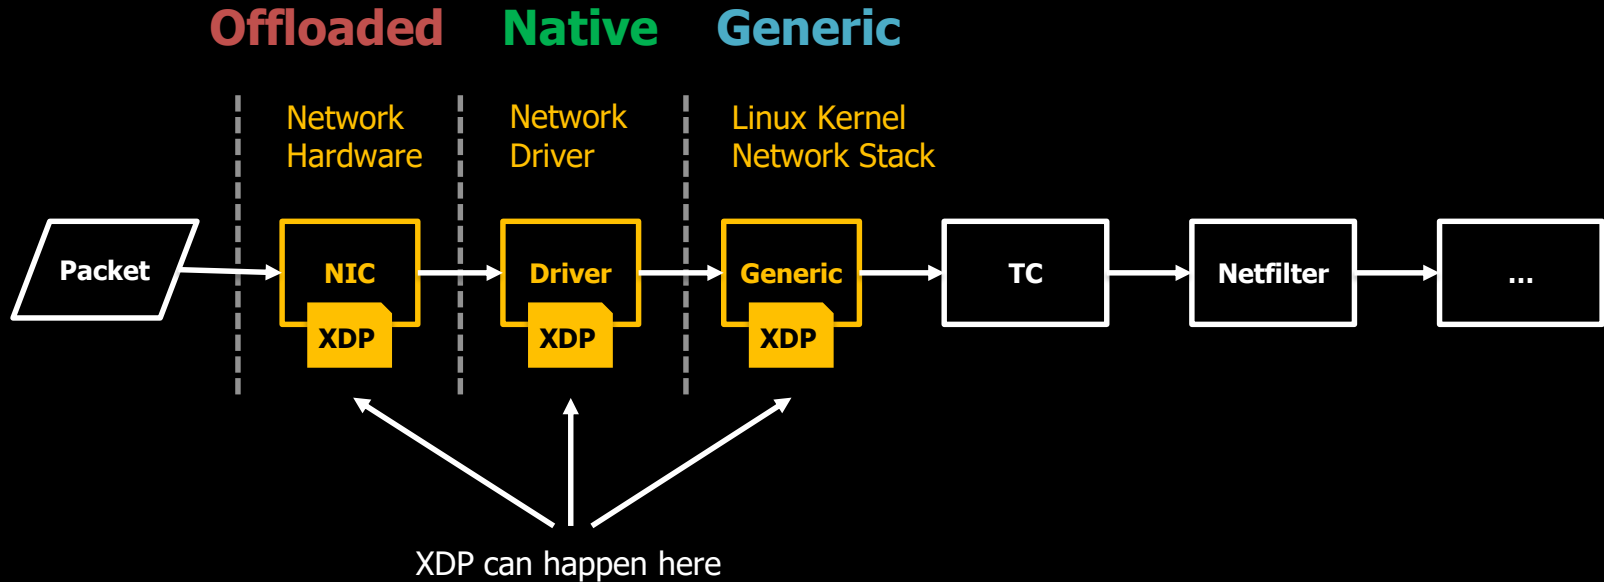 Offloaded
Native
Generic
Network
Hardware
Network
Driver
Linux Kernel
Network Stack
Packet
NIC
Driver
Generic
TC
Netfilter
...
XDP
XDP
XDP
XDP can happen here